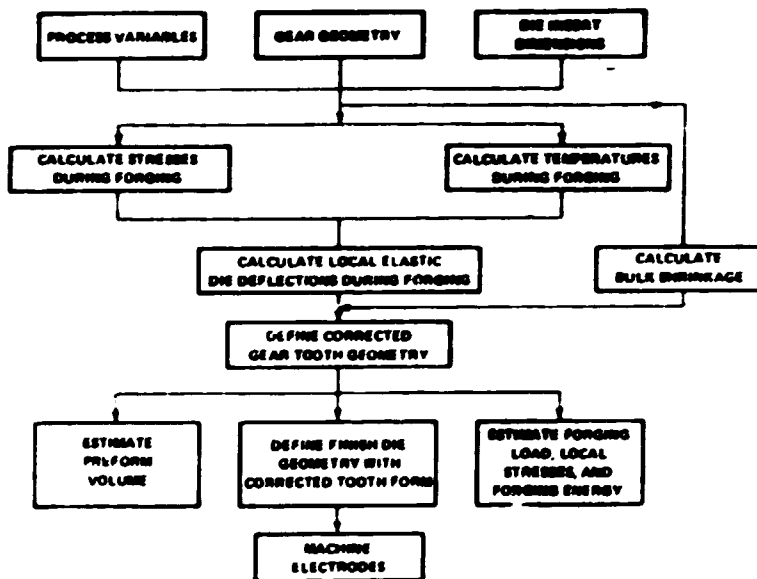 PROCESS VARIABLES
GEAR GEOMETRY
DIE INSERT
DIMENSIONS
CALCULATE STRESSES
DURING FORGING
CALCULATE TEMPERATURES
DURING FORGING
CALCULATE LOCAL ELASTIC
DIE DEFLECTIONS DURING FORGING
CALCULATE
BULK SHRINKAGE
DEFINE CORRECTED
GEAR TOOTH GEOMETRY
ESTIMATE
PREFORM
VOLUME
DEFINE FINISH DIE
GEOMETRY WITH
CORRECTED TOOTH FORM
ESTIMATE FORGING
LOAD, LOCAL
STRESSES, AND
FORGING ENERGY
MACHINE
ELECTRODES